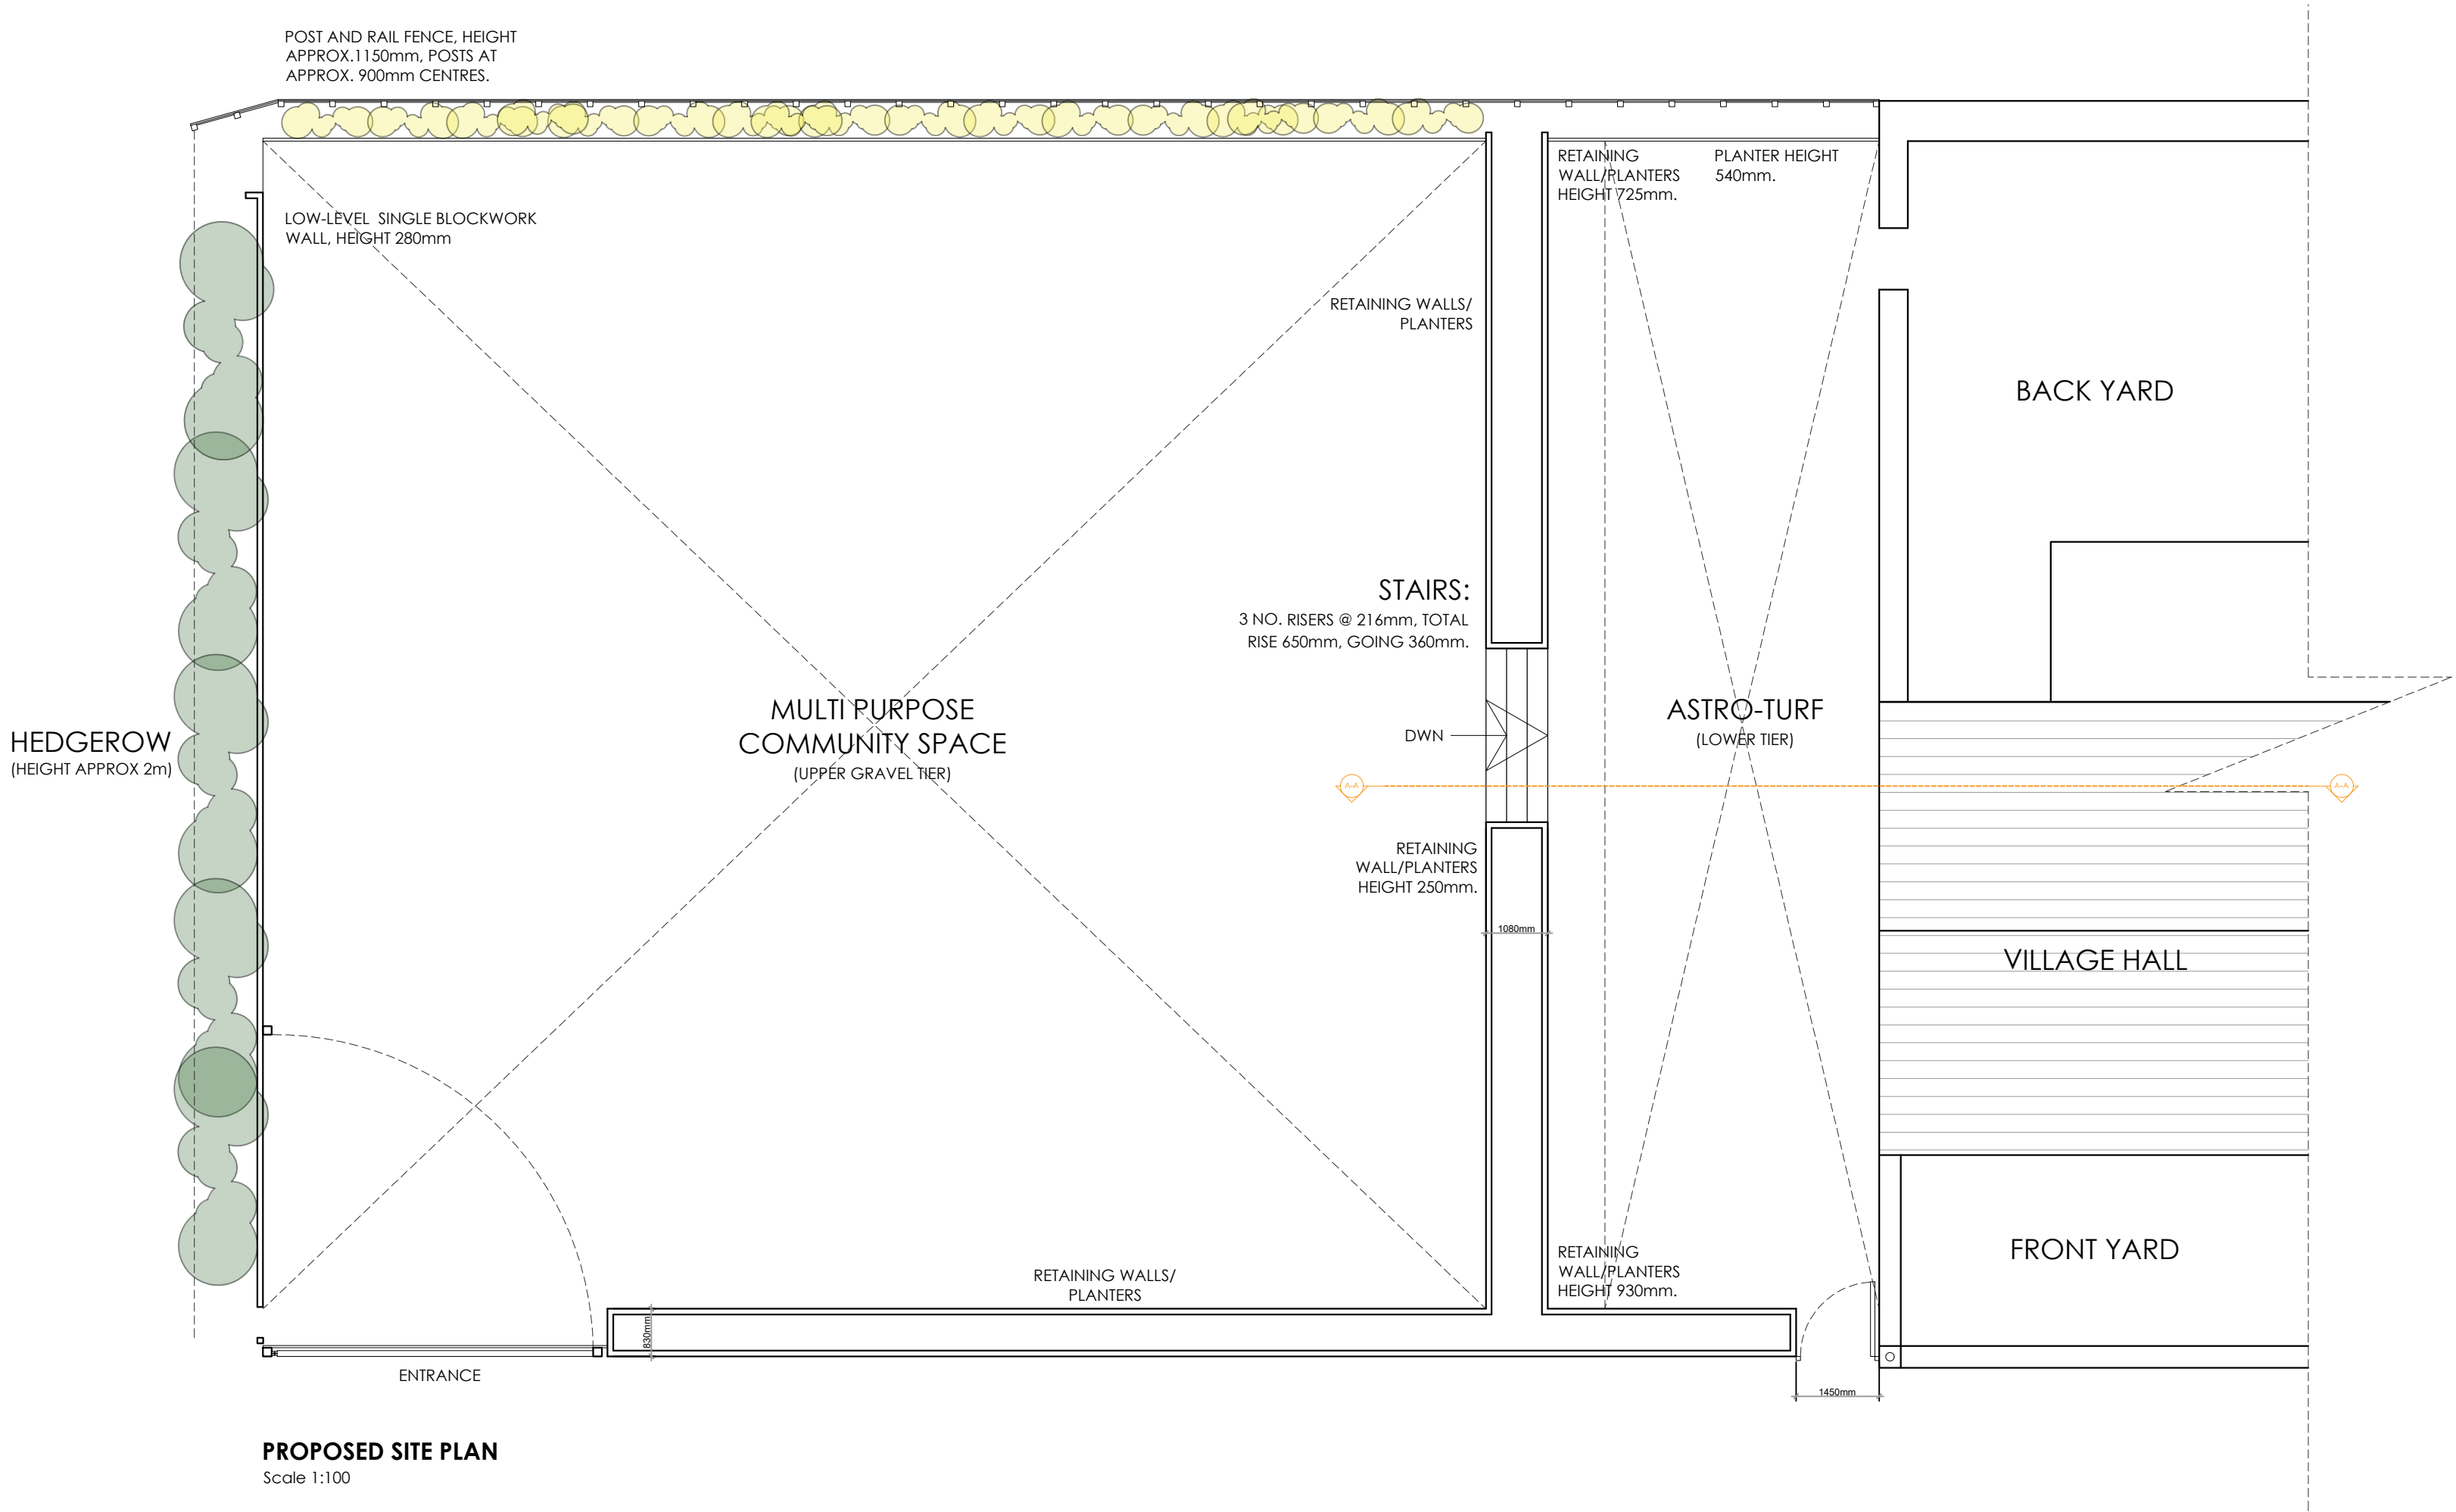 POST AND RAIL FENCE, HEIGHT
APPROX.1150mm, POSTS AT
APPROX. 900mm CENTRES.
RETAINING
WALL/PLANTERS
HEIGHT 725mm.
PLANTER HEIGHT
540mm.
LOW-LEVEL SINGLE BLOCKWORK
WALL, HEIGHT 280mm
RETAINING WALLS/
PLANTERS
BACK YARD
STAIRS:
3 NO. RISERS @ 216mm, TOTAL
RISE 650mm, GOING 360mm.
HEDGEROW
(HEIGHT APPROX 2m)
MULTI PURPOSE
COMMUNITY SPACE
(UPPER GRAVEL TIER)
DWN
ASTRO-TURF
(LOWER TIER)
A-A
A-A
RETAINING
WALL/PLANTERS
HEIGHT 250mm.
1080mm
VILLAGE HALL
RETAINING
WALL/PLANTERS
HEIGHT 930mm.
FRONT YARD
RETAINING WALLS/
PLANTERS
830mm
ENTRANCE
1450mm
PROPOSED SITE PLAN
Scale 1:100